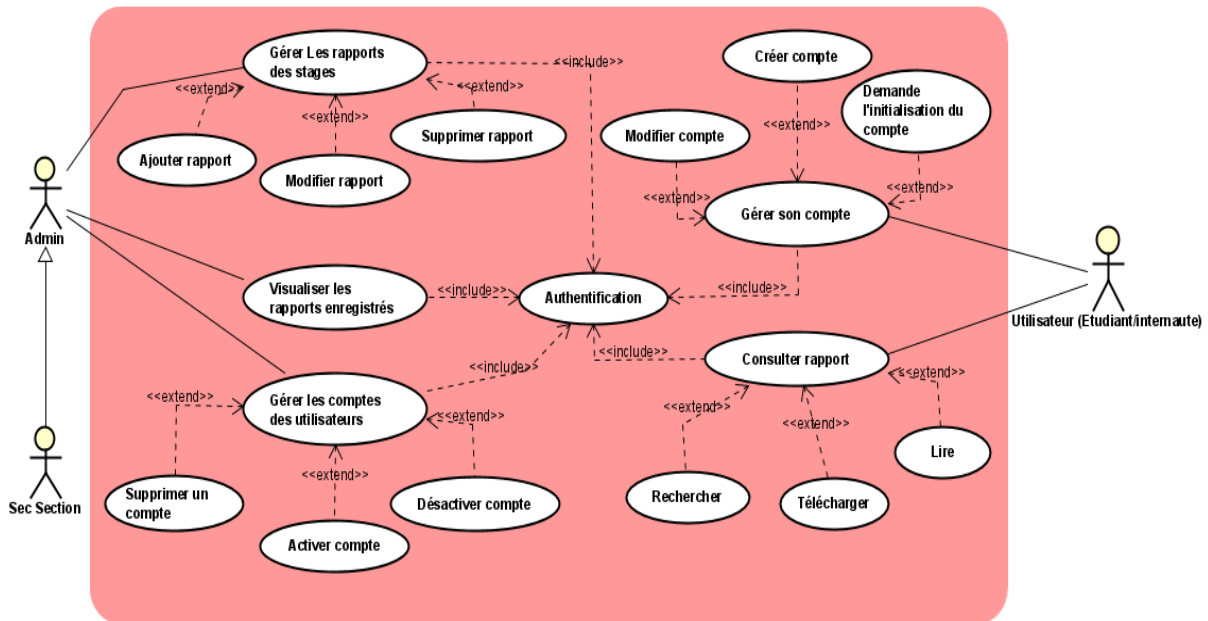 Gérer Les rapports
des stages
<<include>>
Créer compte
<<extend>>
<<extend>>
<<extend>>
Demande
l'initialisation du
compte
Ajouter rapport
Modifier rapport
Supprimer rapport
Modifier compte
<<extend>>
<<extend>>
<<extend>>
Gérer son compte
Admin
Visualiser les
rapports enregistrés
<<include>>
Authentification
<<include>>
Utilisateur (Etudiant/internaute)
<<include>>
<<include>>
Consulter rapport
Gérer les comptes
des utilisateurs
<<extend>>
<<extend>>
<<extend>>
<<extend>>
<<extend>>
<<extend>>
Lire
Sec Section
Supprimer un
compte
Activer compte
Désactiver compte
Rechercher
Télécharger